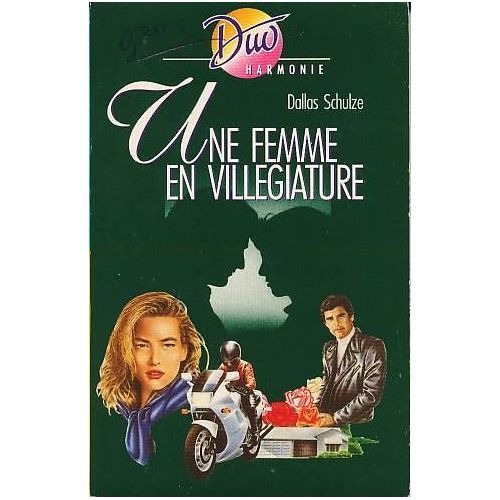 Duo
HARMONIE
Dallas Schulze
UNE FEMME
EN VILLEGIATURE